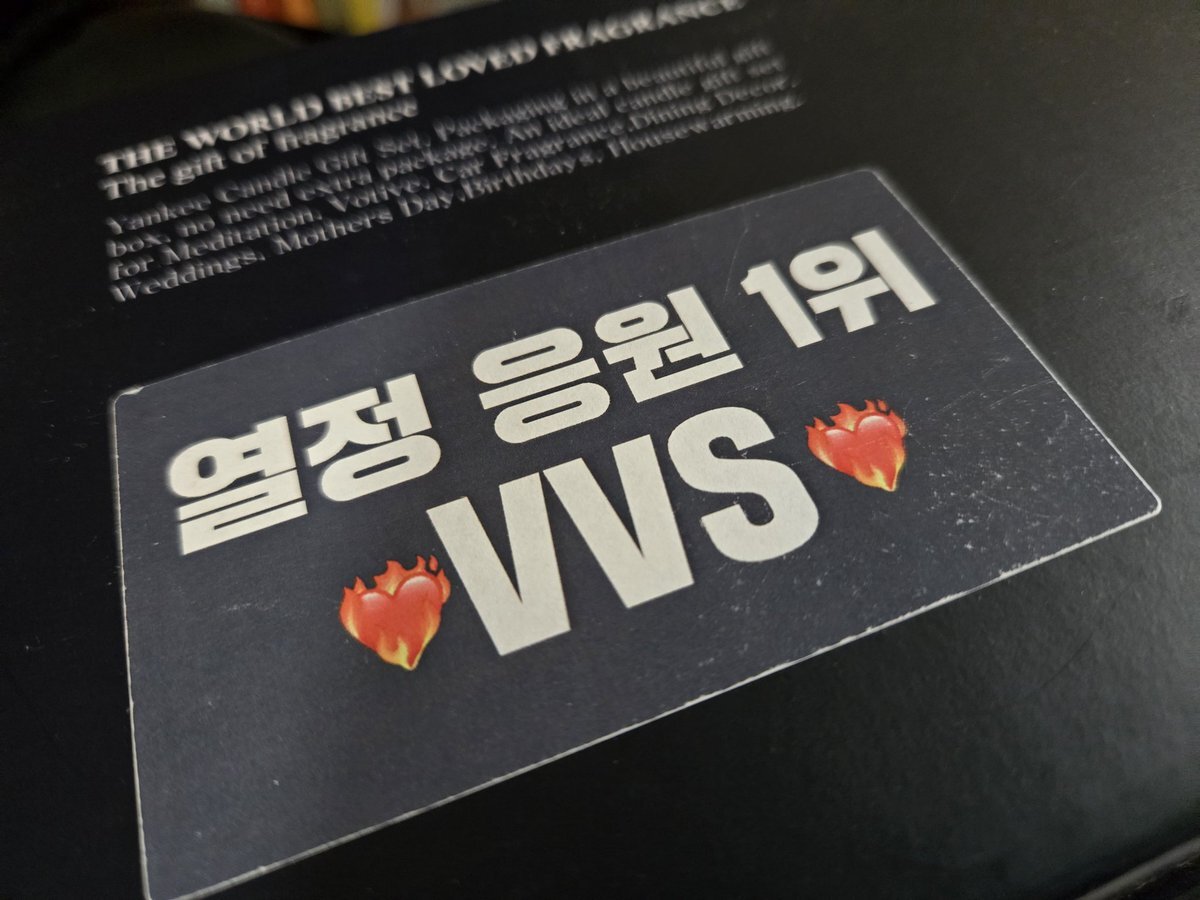 THE WORLD BEST LOVED FRAGRANCE
The gift of fragrance
Yankee Candle Gift Set, Packaging in a beautiful gift
box, no need extra package, An ideal candle gift set
for Meditation, Votive, Car Fragrance,Dining Decor,
Weddings, Mothers Day,Birthdays, HouseWarming.
열정 응원 1위
❤️‍🔥VVS❤️‍🔥